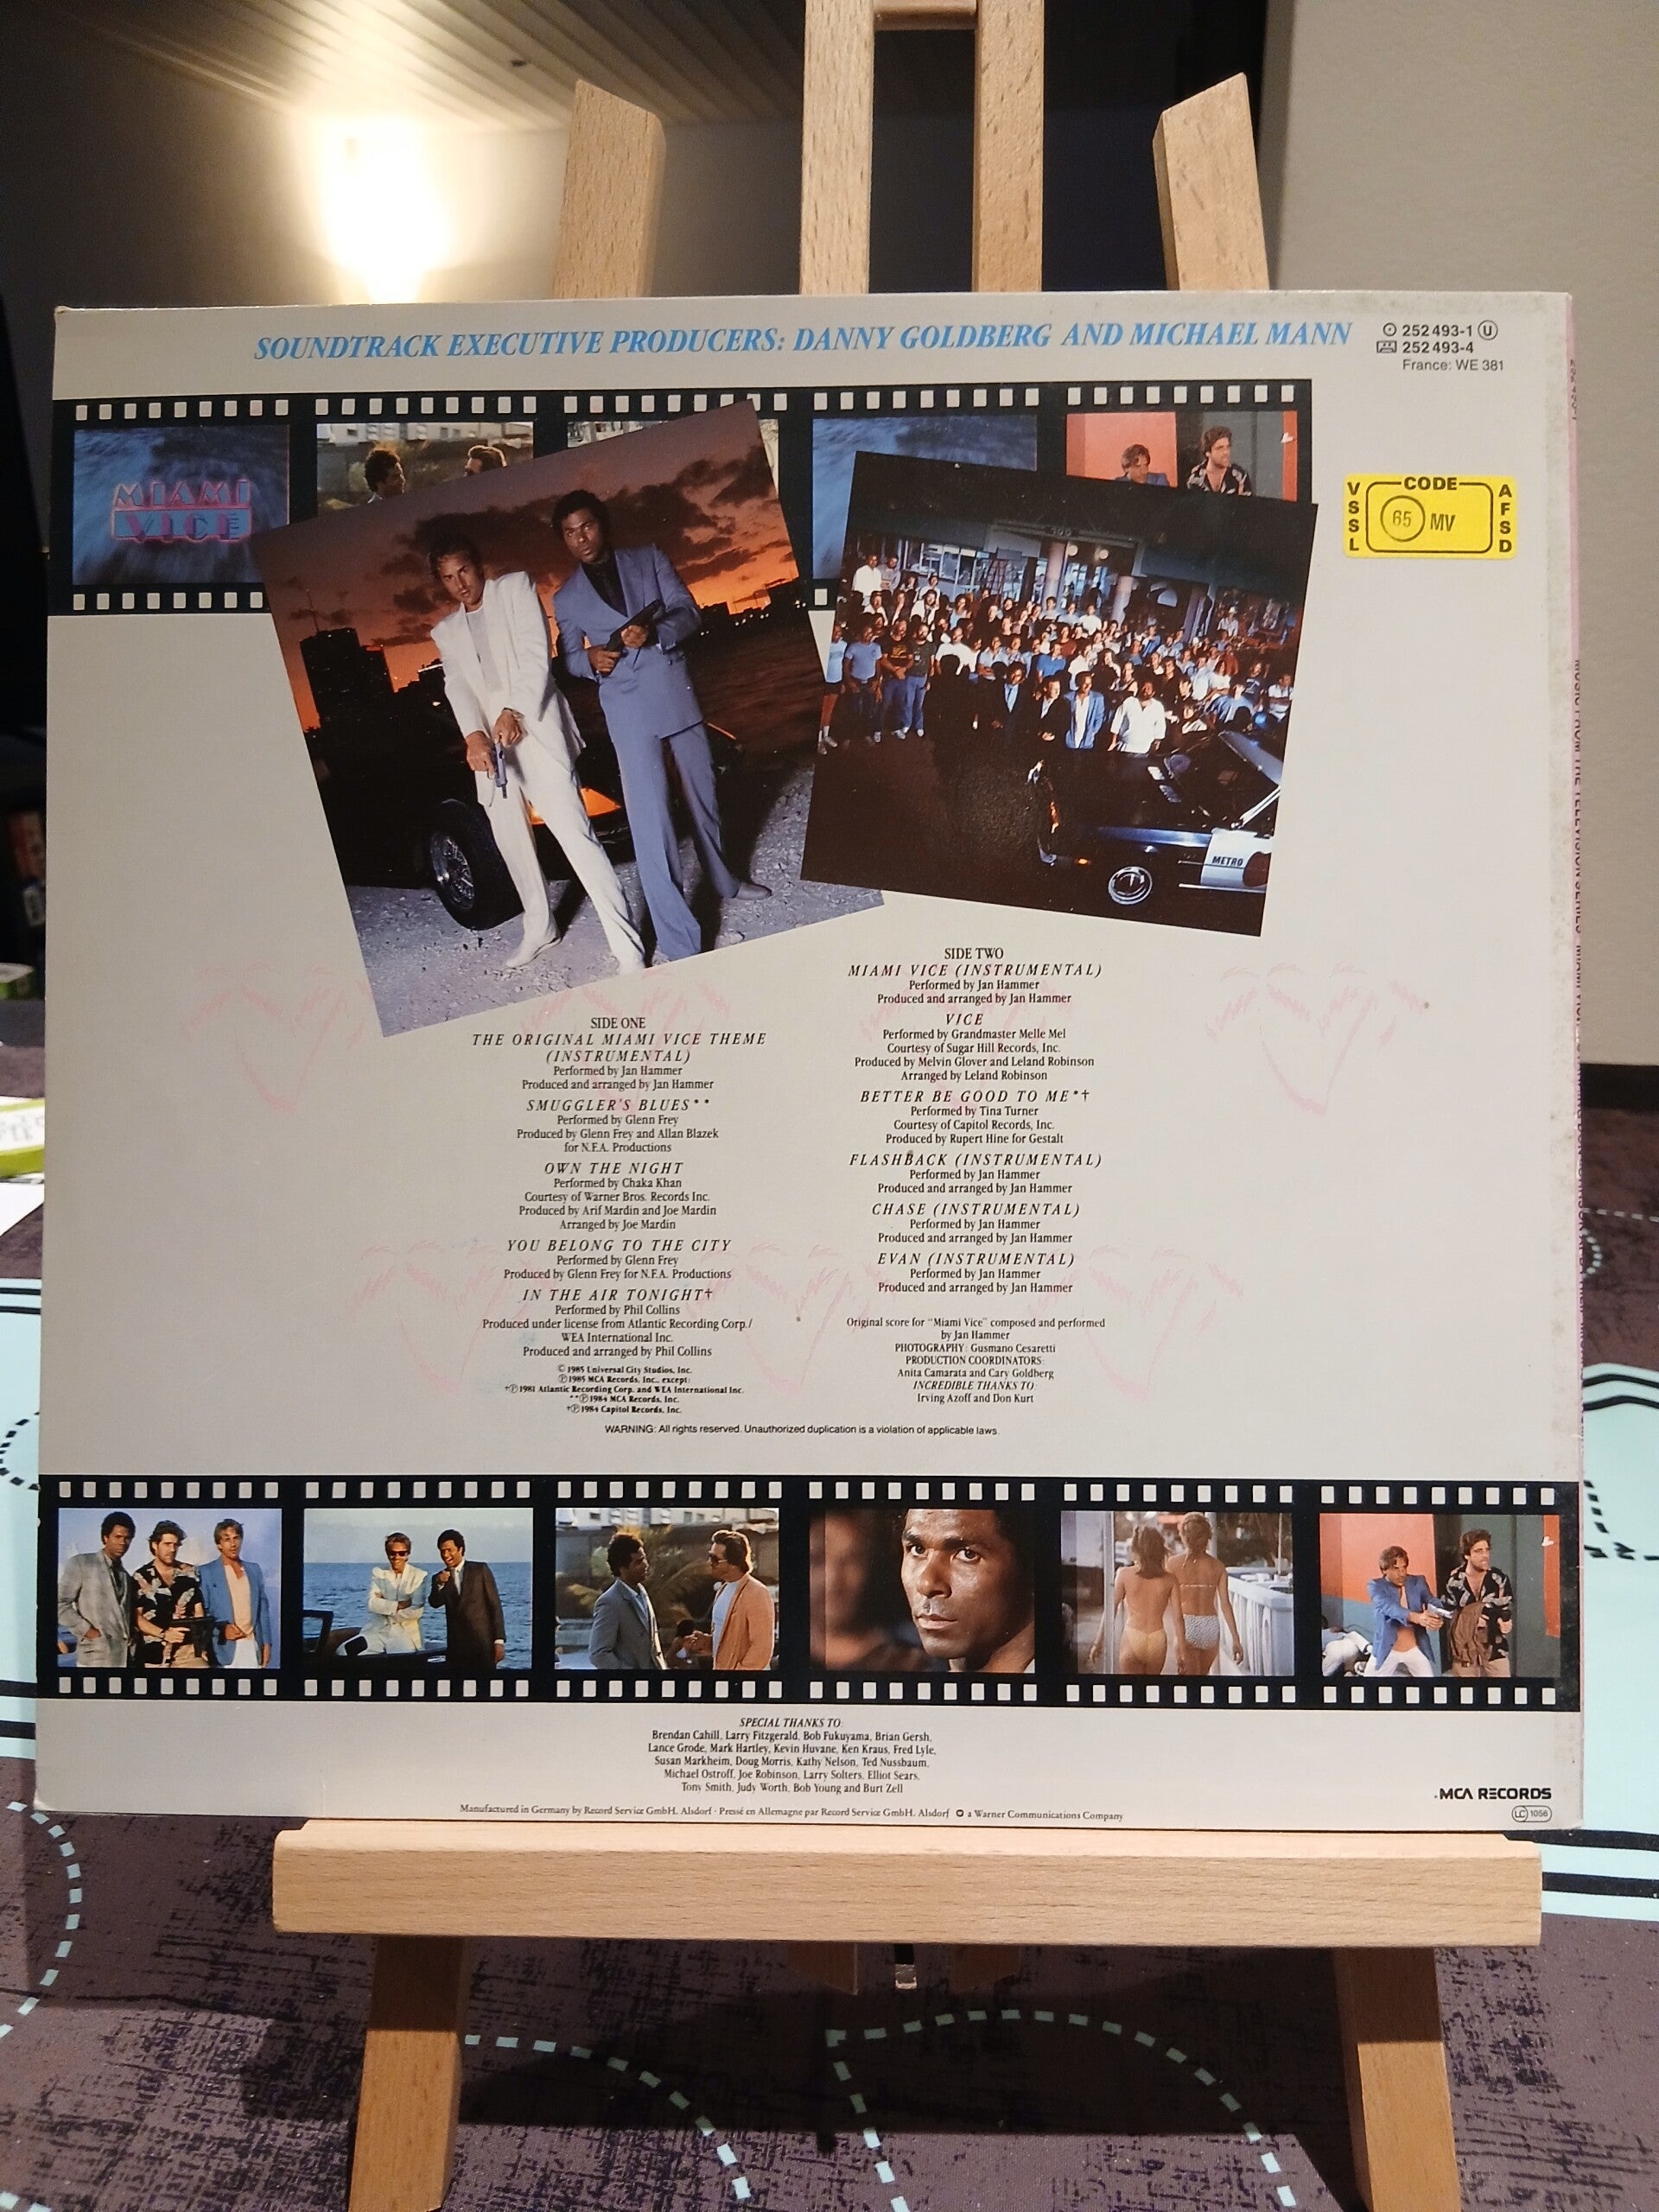 SOUNDTRACK EXECUTIVE PRODUCERS: DANNY GOLDBERG AND MICHAEL MANN
252 493-1 U
252 493-4
France: WE 381
MIAMI
VICE
VSSL
CODE
65 MV
AFSD
METRO
SIDE ONE
THE ORIGINAL MIAMI VICE THEME
(INSTRUMENTAL)
Performed by Jan Hammer
Produced and arranged by Jan Hammer
SMUGGLER'S BLUES**
Performed by Glenn Frey
Produced by Glenn Frey and Allan Blazek
for N.F.A. Productions
OWN THE NIGHT
Performed by Chaka Khan
Courtesy of Warner Bros. Records Inc.
Produced by Arif Mardin and Joe Mardin
Arranged by Joe Mardin
YOU BELONG TO THE CITY
Performed by Glenn Frey
Produced by Glenn Frey for N.F.A. Productions
IN THE AIR TONIGHT†
Performed by Phil Collins
Produced under license from Atlantic Recording Corp./
WEA International Inc.
Produced and arranged by Phil Collins
© 1985 Universal City Studios, Inc.
℗ 1985 MCA Records, Inc., except:
†℗ 1981 Atlantic Recording Corp. and WEA International Inc.
**℗ 1984 MCA Records, Inc.
*†℗ 1984 Capitol Records, Inc.
SIDE TWO
MIAMI VICE (INSTRUMENTAL)
Performed by Jan Hammer
Produced and arranged by Jan Hammer
VICE
Performed by Grandmaster Melle Mel
Courtesy of Sugar Hill Records, Inc.
Produced by Melvin Glover and Leland Robinson
Arranged by Leland Robinson
BETTER BE GOOD TO ME*†
Performed by Tina Turner
Courtesy of Capitol Records, Inc.
Produced by Rupert Hine for Gestalt
FLASHBACK (INSTRUMENTAL)
Performed by Jan Hammer
Produced and arranged by Jan Hammer
CHASE (INSTRUMENTAL)
Performed by Jan Hammer
Produced and arranged by Jan Hammer
EVAN (INSTRUMENTAL)
Performed by Jan Hammer
Produced and arranged by Jan Hammer
Original score for "Miami Vice" composed and performed
by Jan Hammer
PHOTOGRAPHY: Gusmano Cesaretti
PRODUCTION COORDINATORS:
Anita Camarata and Cary Goldberg
INCREDIBLE THANKS TO:
Irving Azoff and Don Kurt
WARNING: All rights reserved. Unauthorized duplication is a violation of applicable laws.
SPECIAL THANKS TO:
Brendan Cahill, Larry Fitzgerald, Bob Fukuyama, Brian Gersh,
Lance Grode, Mark Hartley, Kevin Huvane, Ken Kraus, Fred Lyle,
Susan Markheim, Doug Morris, Kathy Nelson, Ted Nussbaum,
Michael Ostroff, Joe Robinson, Larry Solters, Elliot Sears,
Tony Smith, Judy Worth, Bob Young and Burt Zell
Manufactured in Germany by Record Service GmbH, Alsdorf · Pressé en Allemagne par Record Service GmbH, Alsdorf a Warner Communications Company
MCA RECORDS
LC 1056